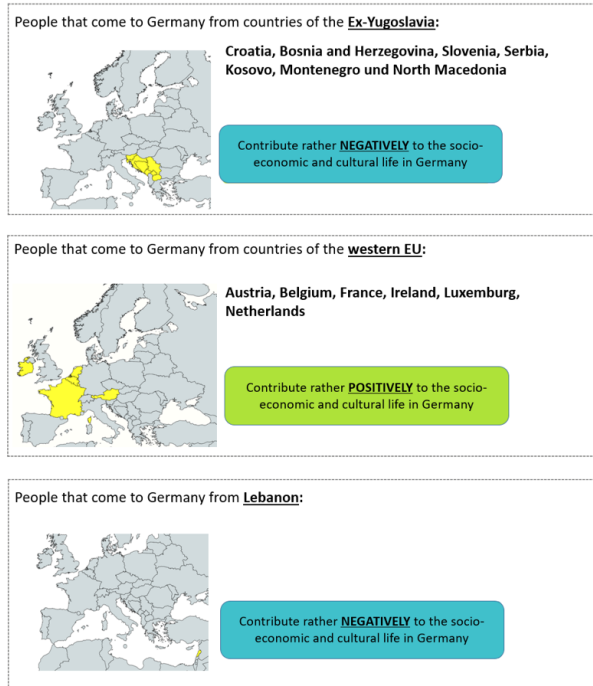 People that come to Germany from countries of the Ex-Yugoslavia:
Croatia, Bosnia and Herzegovina, Slovenia, Serbia,
Kosovo, Montenegro und North Macedonia
Contribute rather NEGATIVELY to the socio-
economic and cultural life in Germany
People that come to Germany from countries of the western EU:
Austria, Belgium, France, Ireland, Luxemburg,
Netherlands
Contribute rather POSITIVELY to the socio-
economic and cultural life in Germany
People that come to Germany from Lebanon:
Contribute rather NEGATIVELY to the socio-
economic and cultural life in Germany